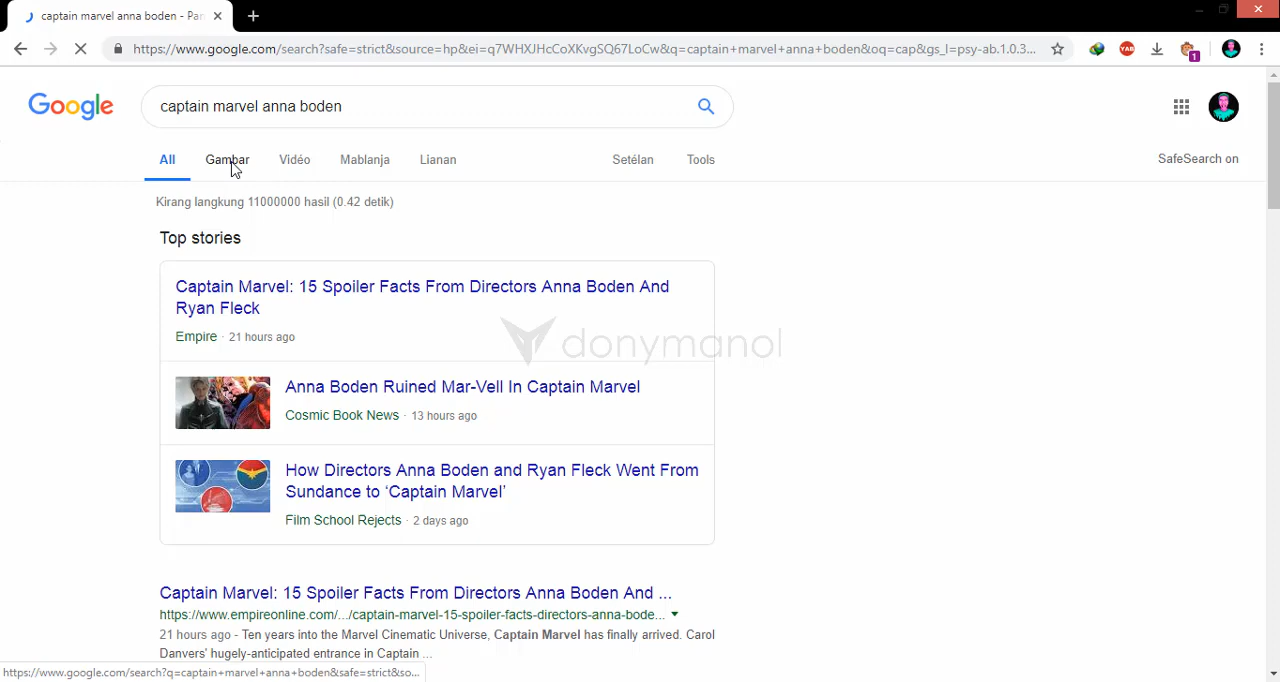 captain marvel anna boden - Pan
https://www.google.com/search?safe=strict&source=hp&ei=q7WHXJHcCoXKvgSQ67LoCw&q=captain+marvel+anna+boden&oq=cap&gs_l=psy-ab.1.0.3...
YAB
1
Google
captain marvel anna boden
All
Gambar
Vidéo
Mablanja
Lianan
Setélan
Tools
SafeSearch on
Kirang langkung 11000000 hasil (0.42 detik)
Top stories
Captain Marvel: 15 Spoiler Facts From Directors Anna Boden And
Ryan Fleck
Empire · 21 hours ago
donymanol
Anna Boden Ruined Mar-Vell In Captain Marvel
Cosmic Book News · 13 hours ago
How Directors Anna Boden and Ryan Fleck Went From
Sundance to ‘Captain Marvel’
Film School Rejects · 2 days ago
Captain Marvel: 15 Spoiler Facts From Directors Anna Boden And ...
https://www.empireonline.com/.../captain-marvel-15-spoiler-facts-directors-anna-bode...
21 hours ago - Ten years into the Marvel Cinematic Universe, Captain Marvel has finally arrived. Carol
Danvers' hugely-anticipated entrance in Captain ...
https://www.google.com/search?q=captain+marvel+anna+boden&safe=strict&so...